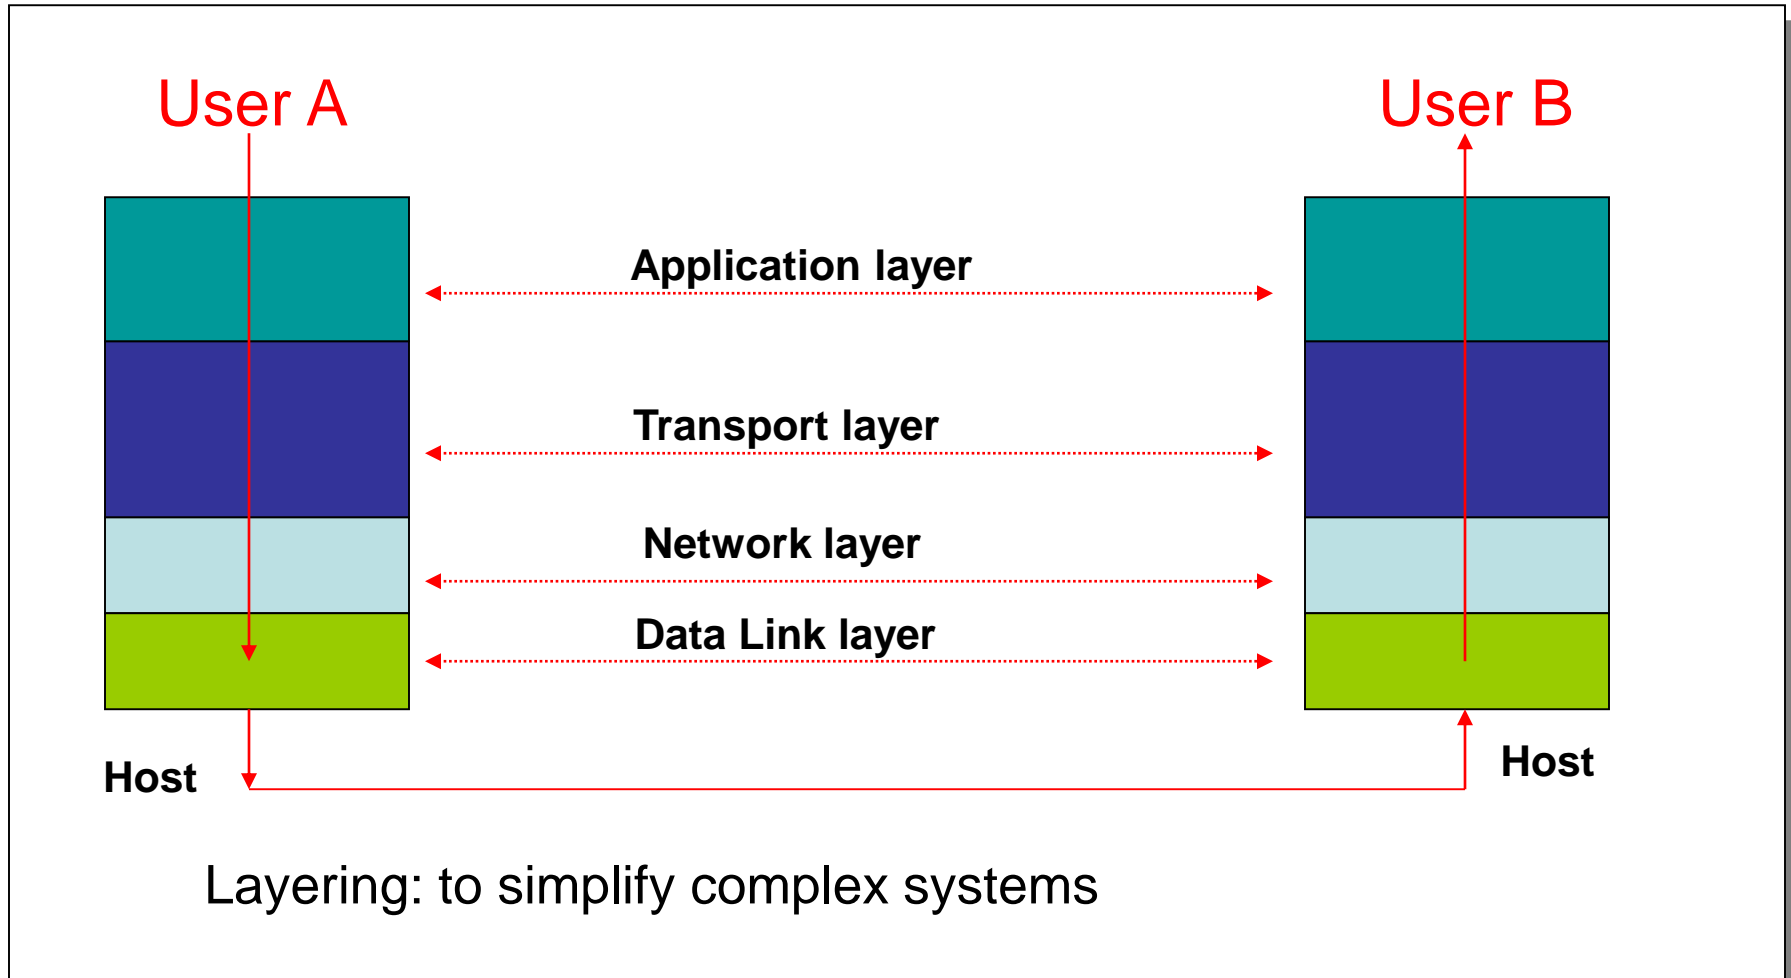 User A
User B
Application layer
Transport layer
Network layer
Data Link layer
Host
Host
Layering: to simplify complex systems